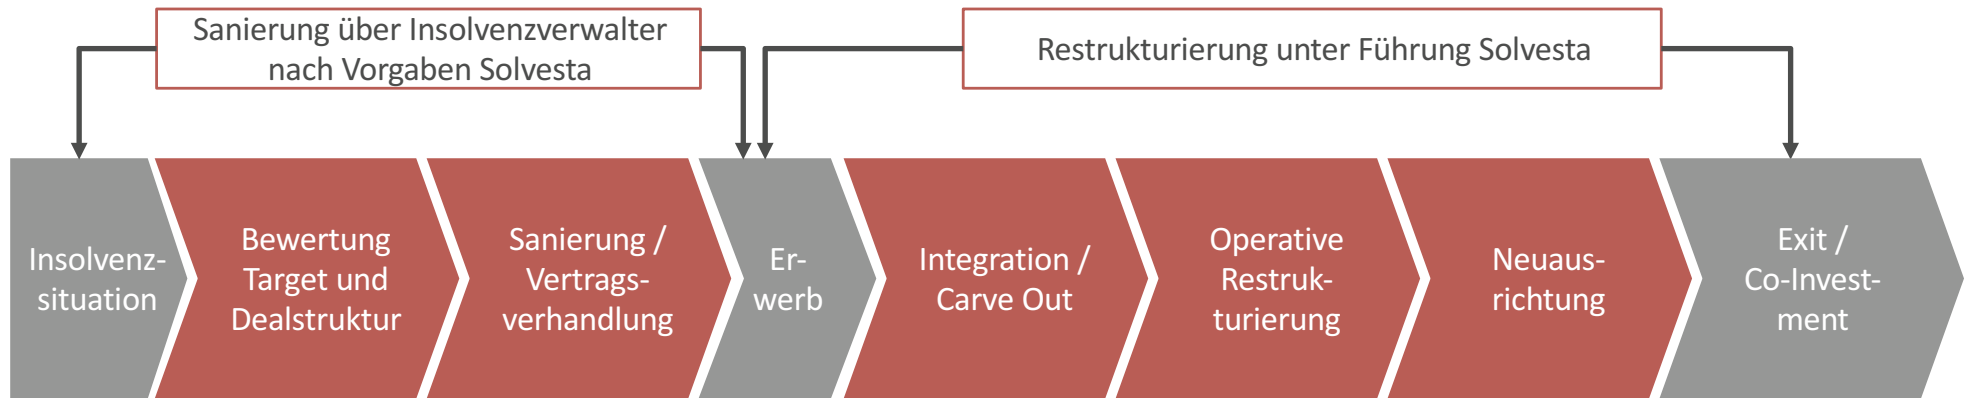 Sanierung über Insolvenzverwalter
nach Vorgaben Solvesta
Restrukturierung unter Führung Solvesta
Insolvenz-
situation
Bewertung
Target und
Dealstruktur
Sanierung /
Vertrags-
verhandlung
Er-
werb
Integration /
Carve Out
Operative
Restruk-
turierung
Neuaus-
richtung
Exit /
Co-Invest-
ment